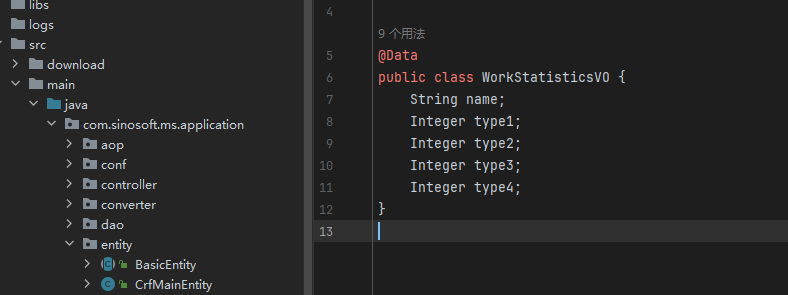 libs
logs
src
download
main
java
com.sinosoft.ms.application
aop
conf
controller
converter
dao
entity
BasicEntity
CrfMainEntity
4
9 个用法
5 @Data
6 public class WorkStatisticsVO {
7 String name;
8 Integer type1;
9 Integer type2;
10 Integer type3;
11 Integer type4;
12 }
13